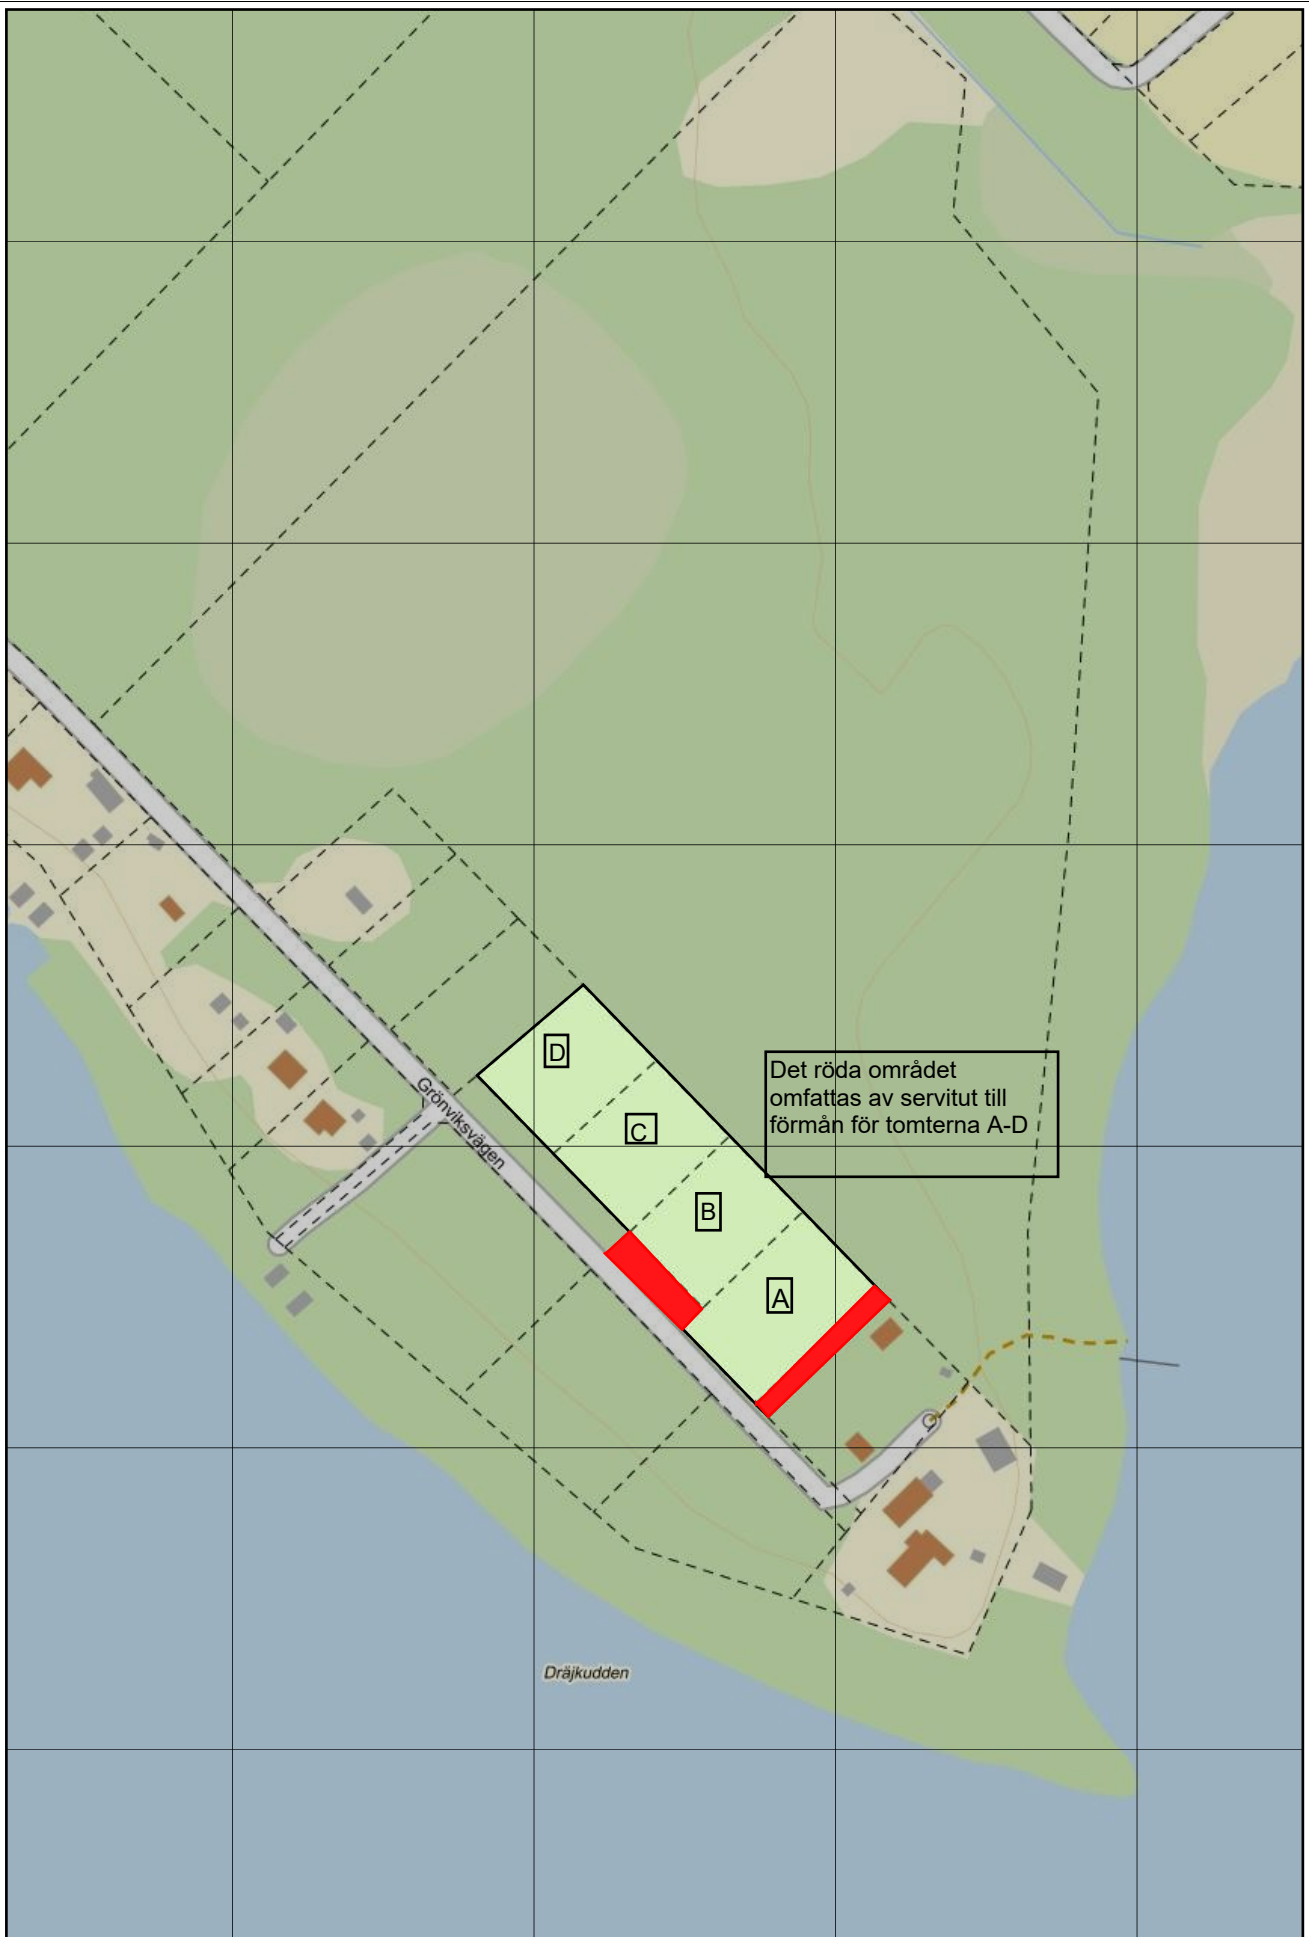 D
C
B
A
Det röda området
omfattas av servitut till
förmån för tomterna A-D
Grönviksvägen
Dräjkudden